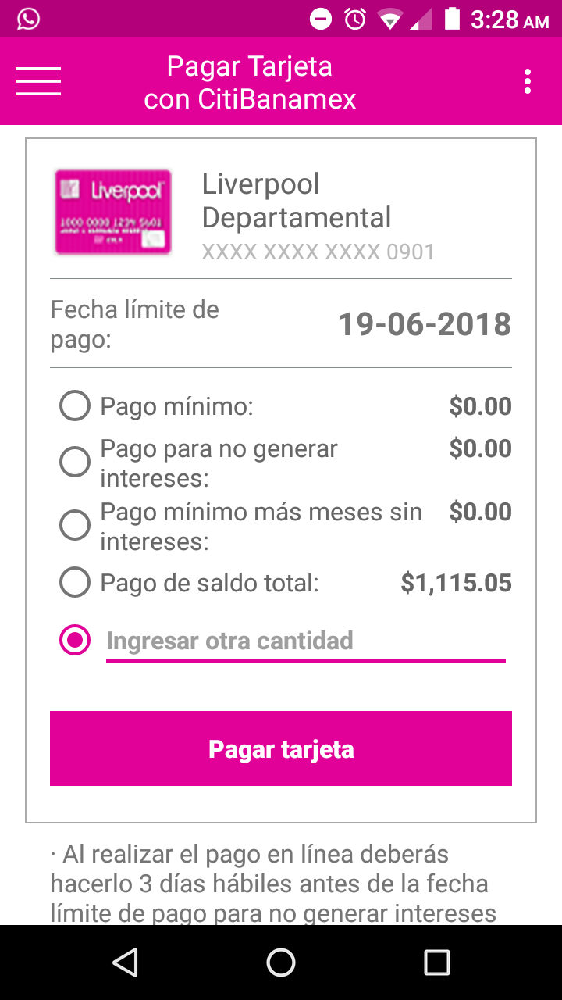 3:28 AM
Pagar Tarjeta
con CitiBanamex
Liverpool
1000 0000 1234 5601
Liverpool
Departamental
XXXX XXXX XXXX 0901
Fecha límite de
pago:
19-06-2018
Pago mínimo:
$0.00
Pago para no generar
intereses:
$0.00
Pago mínimo más meses sin
intereses:
$0.00
Pago de saldo total:
$1,115.05
Ingresar otra cantidad
Pagar tarjeta
· Al realizar el pago en línea deberás
hacerlo 3 días hábiles antes de la fecha
límite de pago para no generar intereses